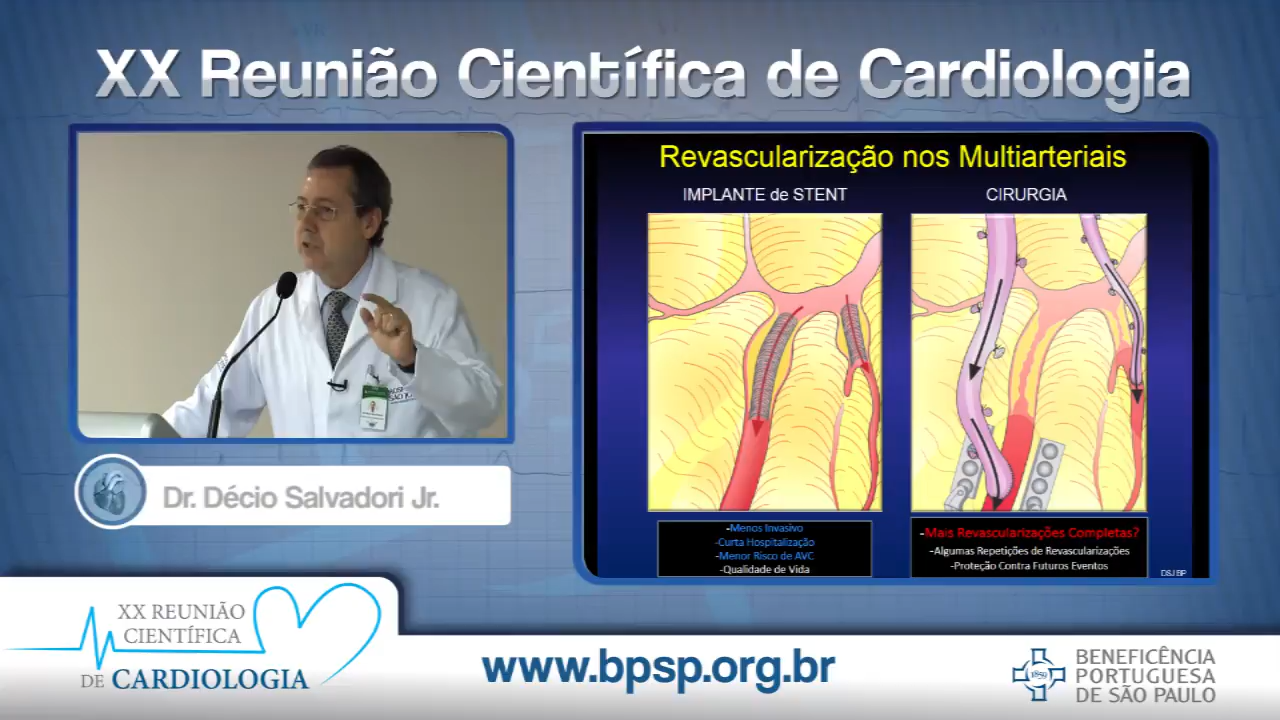 XX Reunião Científica de Cardiologia
Revascularização nos Multiarteriais
IMPLANTE de STENT
CIRURGIA
-Menos Invasivo
-Curta Hospitalização
-Menor Risco de AVC
-Qualidade de Vida
-Mais Revascularizações Completas?
-Algumas Repetições de Revascularizações
-Proteção Contra Futuros Eventos
DSJ BP
Dr. Décio Salvadori Jr.
XX REUNIÃO
CIENTÍFICA
DE CARDIOLOGIA
www.bpsp.org.br
1859
BENEFICÊNCIA
PORTUGUESA
DE SÃO PAULO